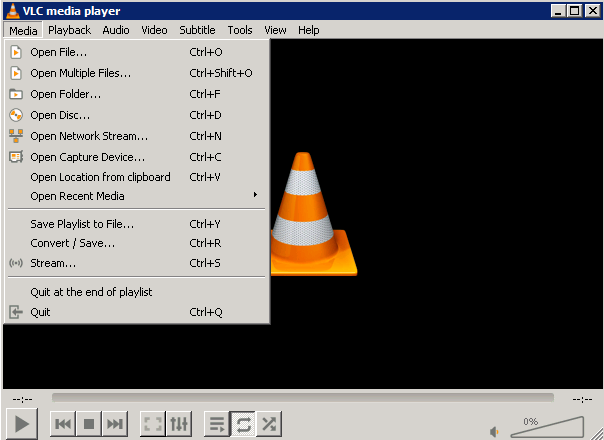 VLC media player
Media Playback Audio Video Subtitle Tools View Help
Open File... Ctrl+O
Open Multiple Files... Ctrl+Shift+O
Open Folder... Ctrl+F
Open Disc... Ctrl+D
Open Network Stream... Ctrl+N
Open Capture Device... Ctrl+C
Open Location from clipboard Ctrl+V
Open Recent Media
Save Playlist to File... Ctrl+Y
Convert / Save... Ctrl+R
Stream... Ctrl+S
Quit at the end of playlist
Quit Ctrl+Q
--:-- --:--
0%